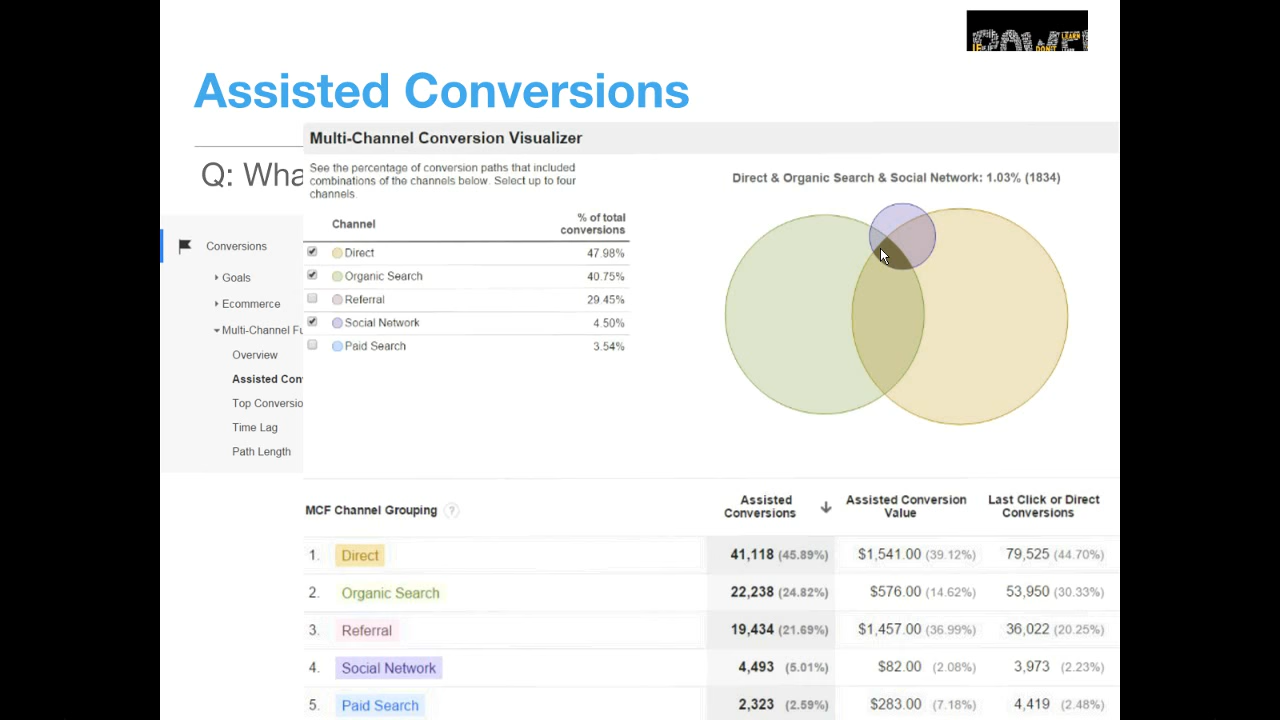 IF
POWER
DON'T
LEARN
Assisted Conversions
Q: Wha
Conversions
Goals
Ecommerce
Multi-Channel Fu
Overview
Assisted Con
Top Conversio
Time Lag
Path Length
Multi-Channel Conversion Visualizer
See the percentage of conversion paths that included
combinations of the channels below. Select up to four
channels.
Channel % of total conversions
Direct 47.98%
Organic Search 40.75%
Referral 29.45%
Social Network 4.50%
Paid Search 3.54%
Direct & Organic Search & Social Network: 1.03% (1834)
MCF Channel Grouping ? Assisted Conversions ↓ Assisted Conversion Value Last Click or Direct Conversions
1. Direct 41,118 (45.89%) $1,541.00 (39.12%) 79,525 (44.70%)
2. Organic Search 22,238 (24.82%) $576.00 (14.62%) 53,950 (30.33%)
3. Referral 19,434 (21.69%) $1,457.00 (36.99%) 36,022 (20.25%)
4. Social Network 4,493 (5.01%) $82.00 (2.08%) 3,973 (2.23%)
5. Paid Search 2,323 (2.59%) $283.00 (7.18%) 4,419 (2.48%)